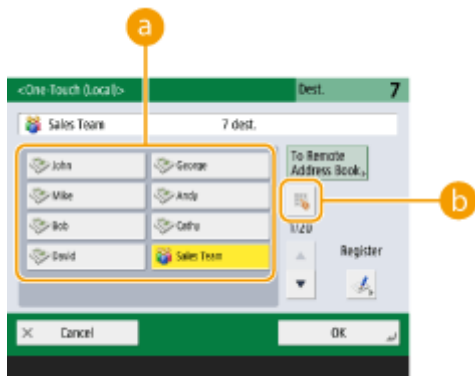 a
<One-Touch (Local)> Dest. 7
Sales Team 7 dest.
John George To Remote
Address Book
Mike Andy
b
Bob Cathy 1/20
David Sales Team Register
Cancel OK